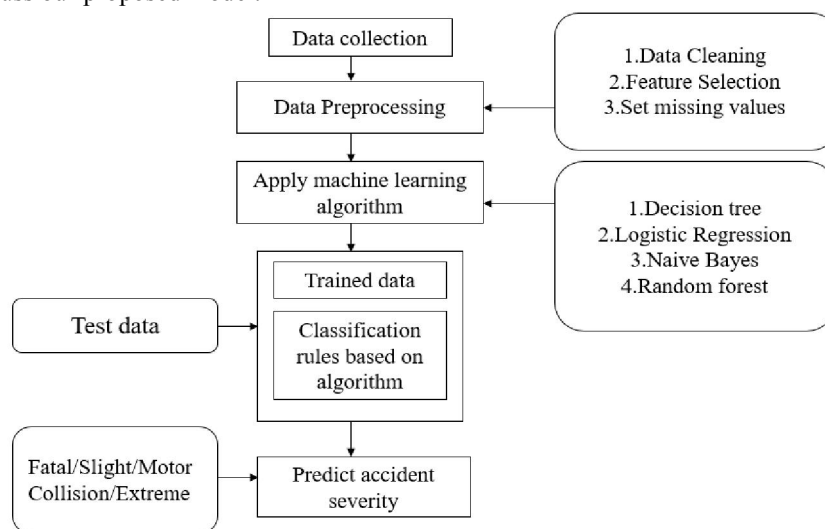 Data collection
1.Data Cleaning
2.Feature Selection
3.Set missing values
Data Preprocessing
Apply machine learning
algorithm
1.Decision tree
2.Logistic Regression
3.Naive Bayes
4.Random forest
Trained data
Test data
Classification
rules based on
algorithm
Fatal/Slight/Motor
Collision/Extreme
Predict accident
severity